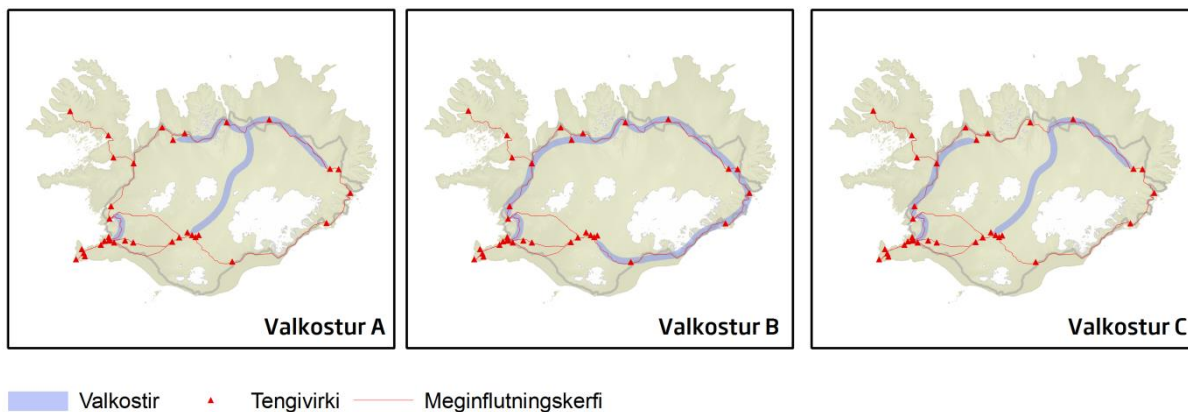 Valkostur A
Valkostur B
Valkostur C
Valkostir
Tengivirki
Meginflutningskerfi